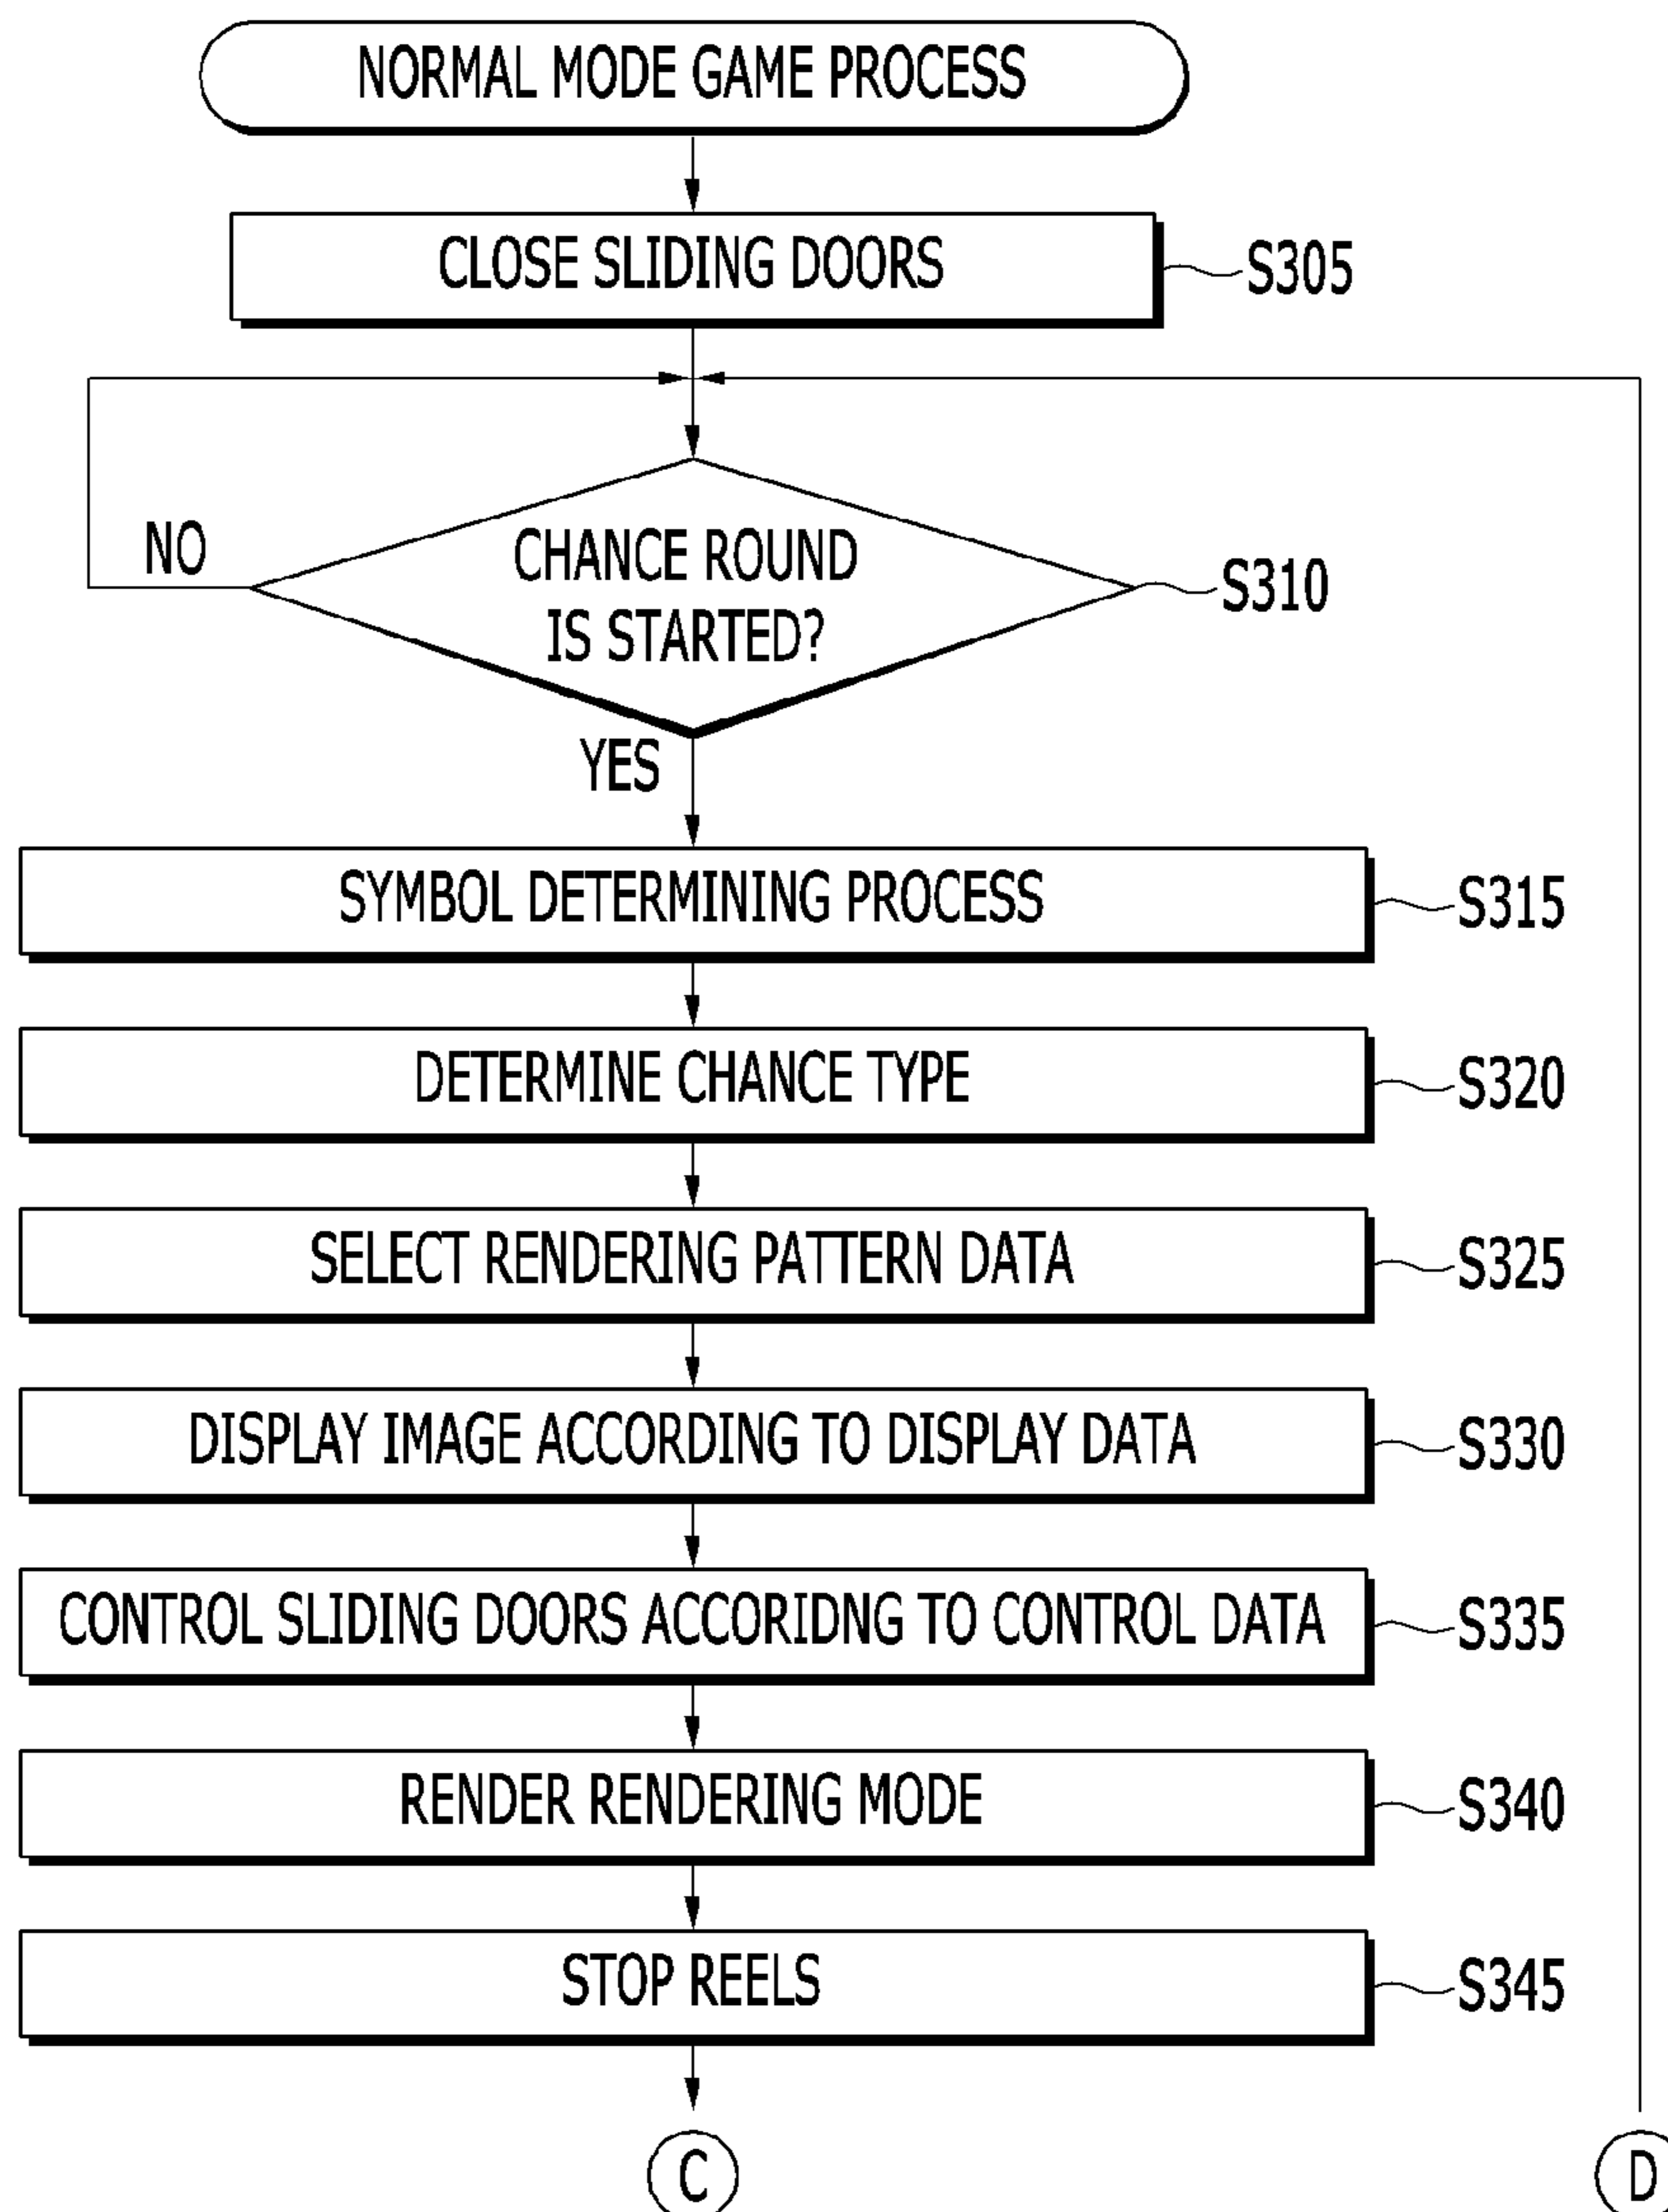 NORMAL MODE GAME PROCESS
CLOSE SLIDING DOORS
S305
NO
CHANCE ROUND
IS STARTED?
S310
YES
SYMBOL DETERMINING PROCESS
S315
DETERMINE CHANCE TYPE
S320
SELECT RENDERING PATTERN DATA
S325
DISPLAY IMAGE ACCORDING TO DISPLAY DATA
S330
CONTROL SLIDING DOORS ACCORIDNG TO CONTROL DATA
S335
RENDER RENDERING MODE
S340
STOP REELS
S345
C
D